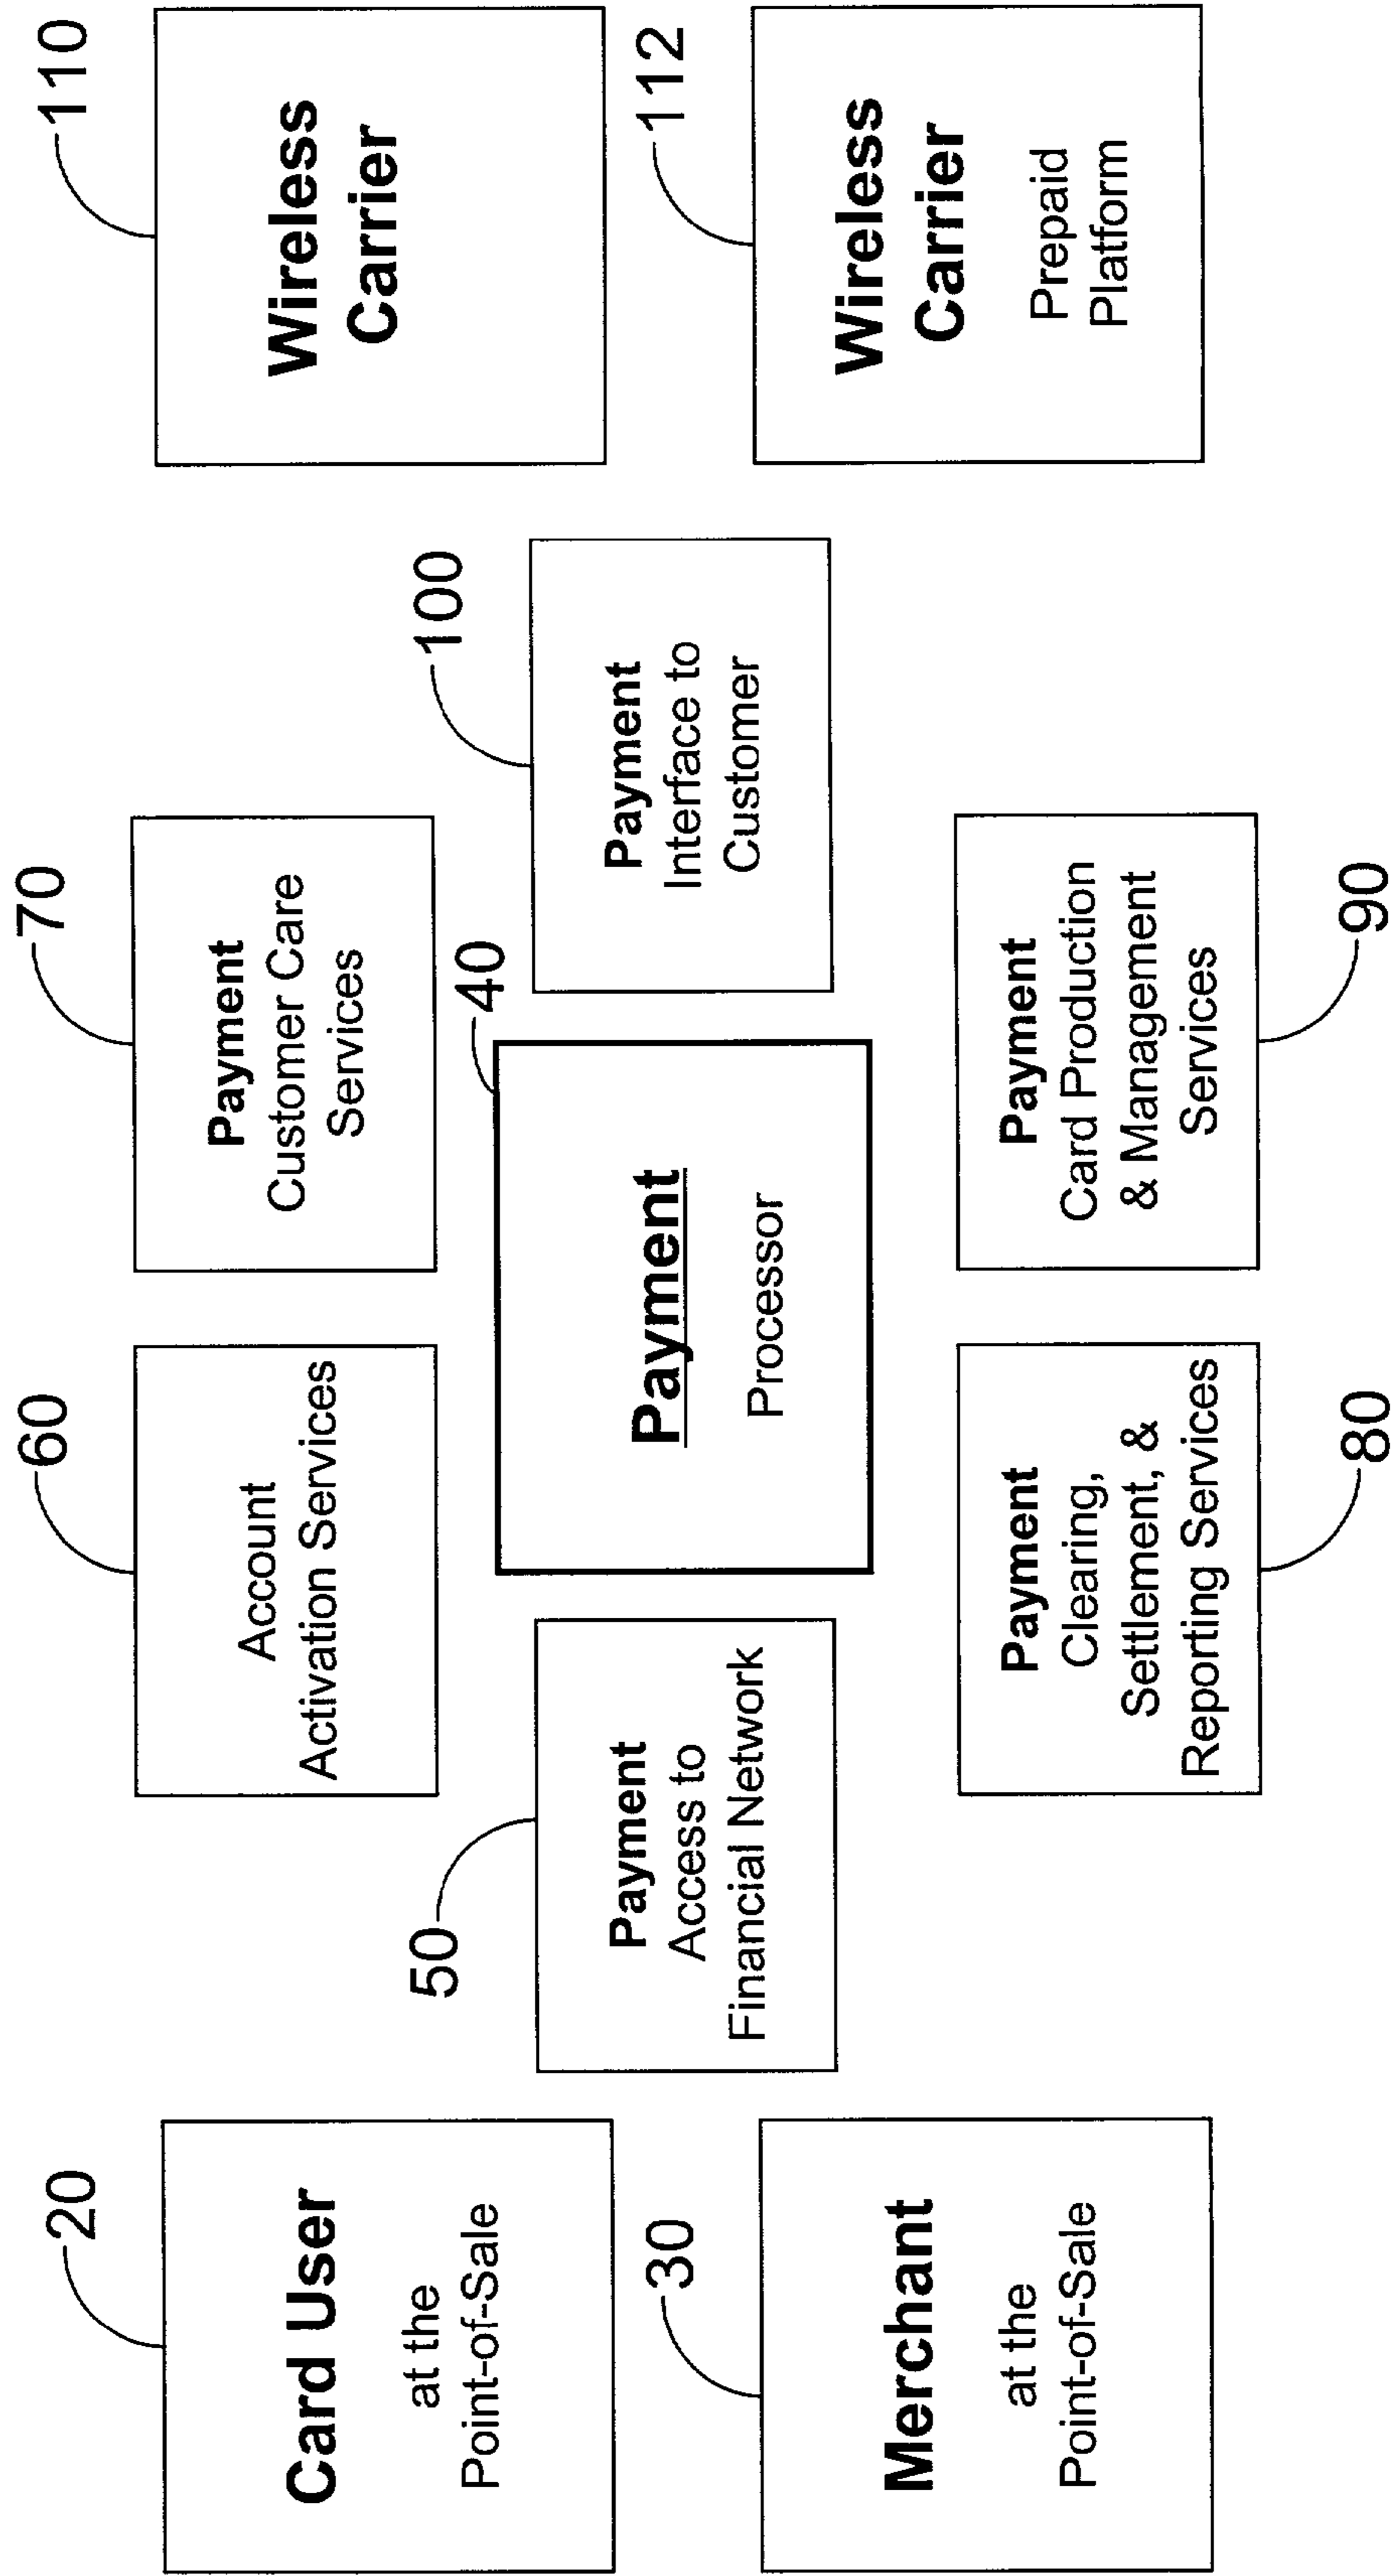 20
Card User
at the
Point-of-Sale
30
Merchant
at the
Point-of-Sale
50
Payment
Access to
Financial Network
60
Account
Activation Services
70
Payment
Customer Care
Services
40
Payment
Processor
80
Payment
Clearing,
Settlement, &
Reporting Services
90
Payment
Card Production
& Management
Services
100
Payment
Interface to
Customer
110
Wireless
Carrier
112
Wireless
Carrier
Prepaid
Platform